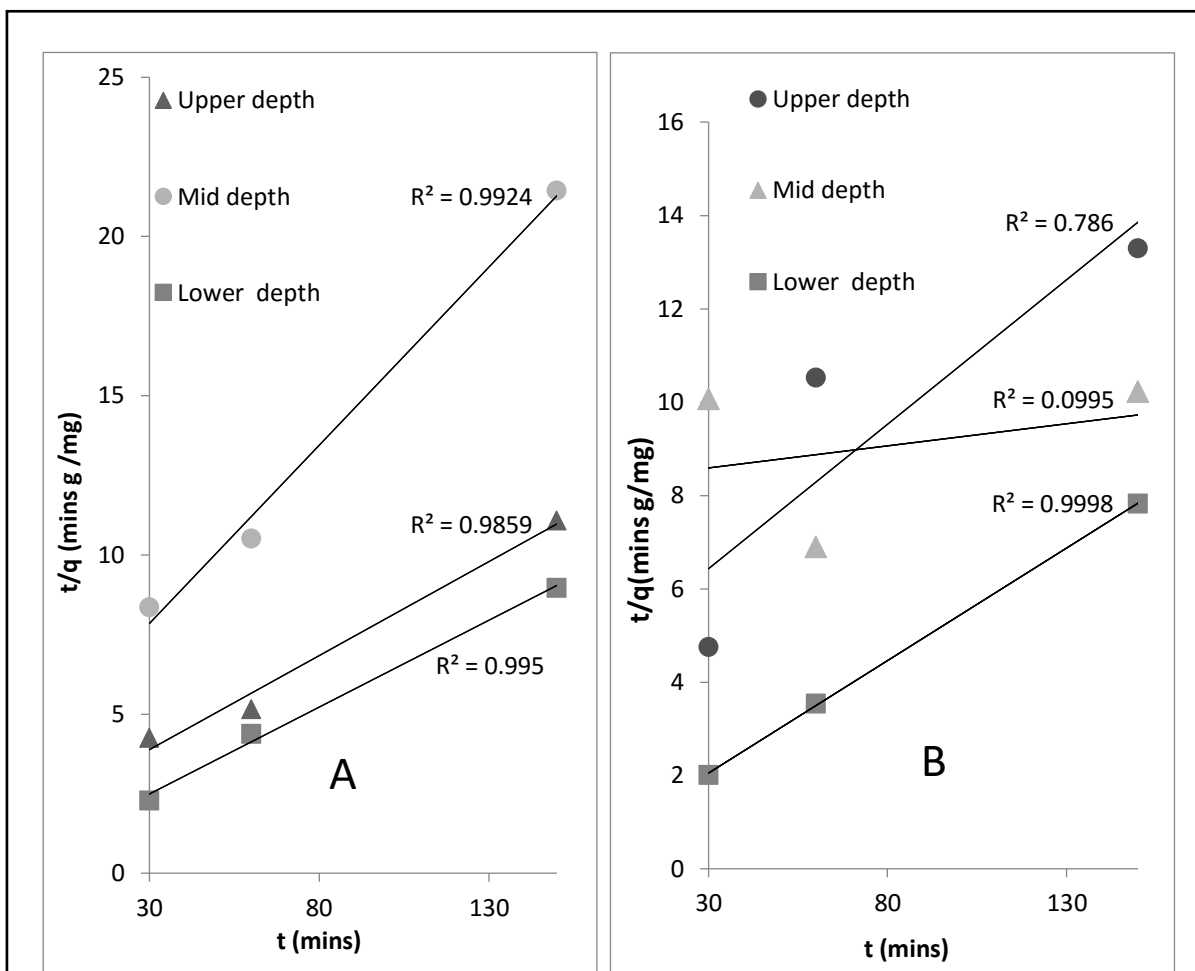 25
20
15
10
5
0
30
80
130
t/q (mins g /mg)
t (mins)
Upper depth
Mid depth
Lower  depth
R² = 0.9924
R² = 0.9859
R² = 0.995
A
16
14
12
10
8
6
4
2
0
30
80
130
t/q(mins g/mg)
t (mins)
Upper depth
Mid depth
Lower  depth
R² = 0.786
R² = 0.0995
R² = 0.9998
B